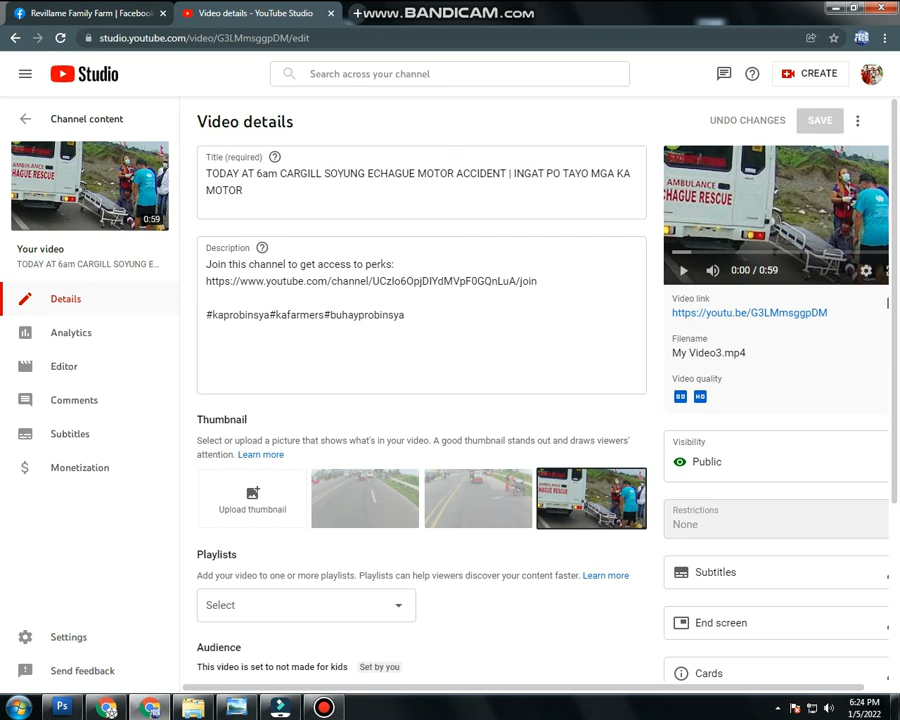 Revillame Family Farm | Facebook
Video details - YouTube Studio
WWW.BANDICAM.COM
studio.youtube.com/video/G3LMmsggpDM/edit
Studio
Search across your channel
CREATE
Channel content
Video details
UNDO CHANGES
SAVE
AMBULANCE
HAGUE RESCUE
0:59
Your video
TODAY AT 6am CARGILL SOYUNG E...
Details
Analytics
Editor
Comments
Subtitles
Monetization
Settings
Send feedback
Title (required)
TODAY AT 6am CARGILL SOYUNG ECHAGUE MOTOR ACCIDENT | INGAT PO TAYO MGA KA
MOTOR
Description
Join this channel to get access to perks:
https://www.youtube.com/channel/UCzIo6OpjDIYdMVpF0GQnLuA/join
#kaprobinsya#kafarmers#buhayprobinsya
Thumbnail
Select or upload a picture that shows what's in your video. A good thumbnail stands out and draws viewers'
attention. Learn more
Upload thumbnail
AMBULANCE
HAGUE RESCUE
Playlists
Add your video to one or more playlists. Playlists can help viewers discover your content faster. Learn more
Select
Audience
This video is set to not made for kids Set by you
AMBULANCE
HAGUE RESCUE
0:00 / 0:59
Video link
https://youtu.be/G3LMmsggpDM
Filename
My Video3.mp4
Video quality
SD HD
Visibility
Public
Restrictions
None
Subtitles
End screen
Cards
Ps
6:24 PM
1/5/2022